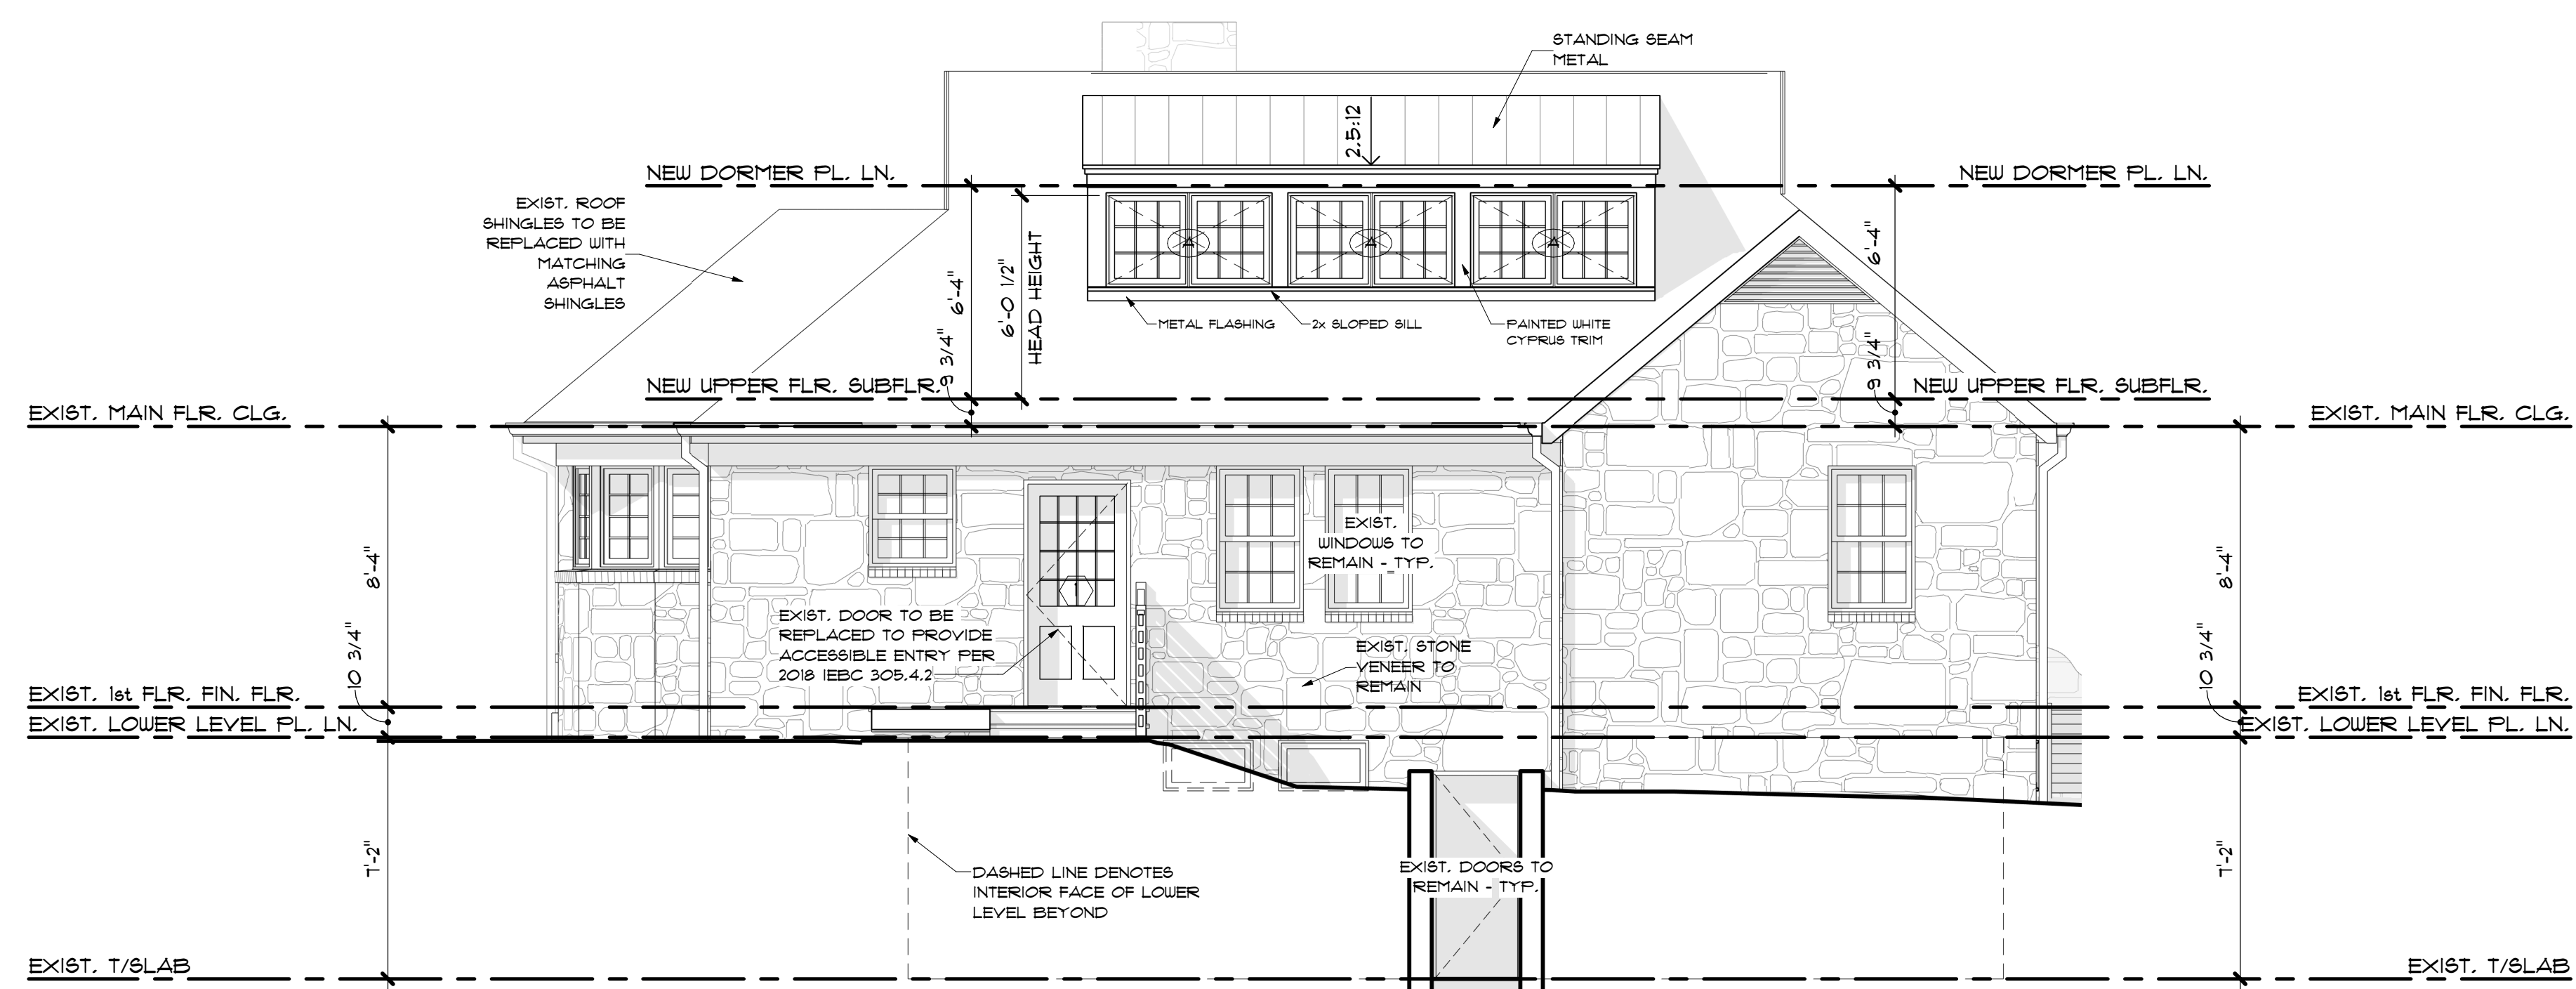 STANDING SEAM
METAL
2.5:12
NEW DORMER PL. LN.
NEW DORMER PL. LN.
EXIST. ROOF
SHINGLES TO BE
REPLACED WITH
MATCHING
ASPHALT
SHINGLES
A
A
A
6'-4"
6'-0 1/2"
HEAD HEIGHT
6'-4"
METAL FLASHING
2x SLOPED SILL
PAINTED WHITE
CYPRUS TRIM
9 3/4"
9 3/4"
NEW UPPER FLR. SUBFLR.
NEW UPPER FLR. SUBFLR.
EXIST. MAIN FLR. CLG.
EXIST. MAIN FLR. CLG.
8'-4"
8'-4"
EXIST.
WINDOWS TO
REMAIN - TYP.
1
EXIST. DOOR TO BE
REPLACED TO PROVIDE
ACCESSIBLE ENTRY PER
2018 IEBC 305.4.2
EXIST. STONE
VENEER TO
REMAIN
10 3/4"
10 3/4"
EXIST. 1st FLR. FIN. FLR.
EXIST. 1st FLR. FIN. FLR.
EXIST. LOWER LEVEL PL. LN.
EXIST. LOWER LEVEL PL. LN.
7'-2"
7'-2"
DASHED LINE DENOTES
INTERIOR FACE OF LOWER
LEVEL BEYOND
EXIST. DOORS TO
REMAIN - TYP.
EXIST. T/SLAB
EXIST. T/SLAB